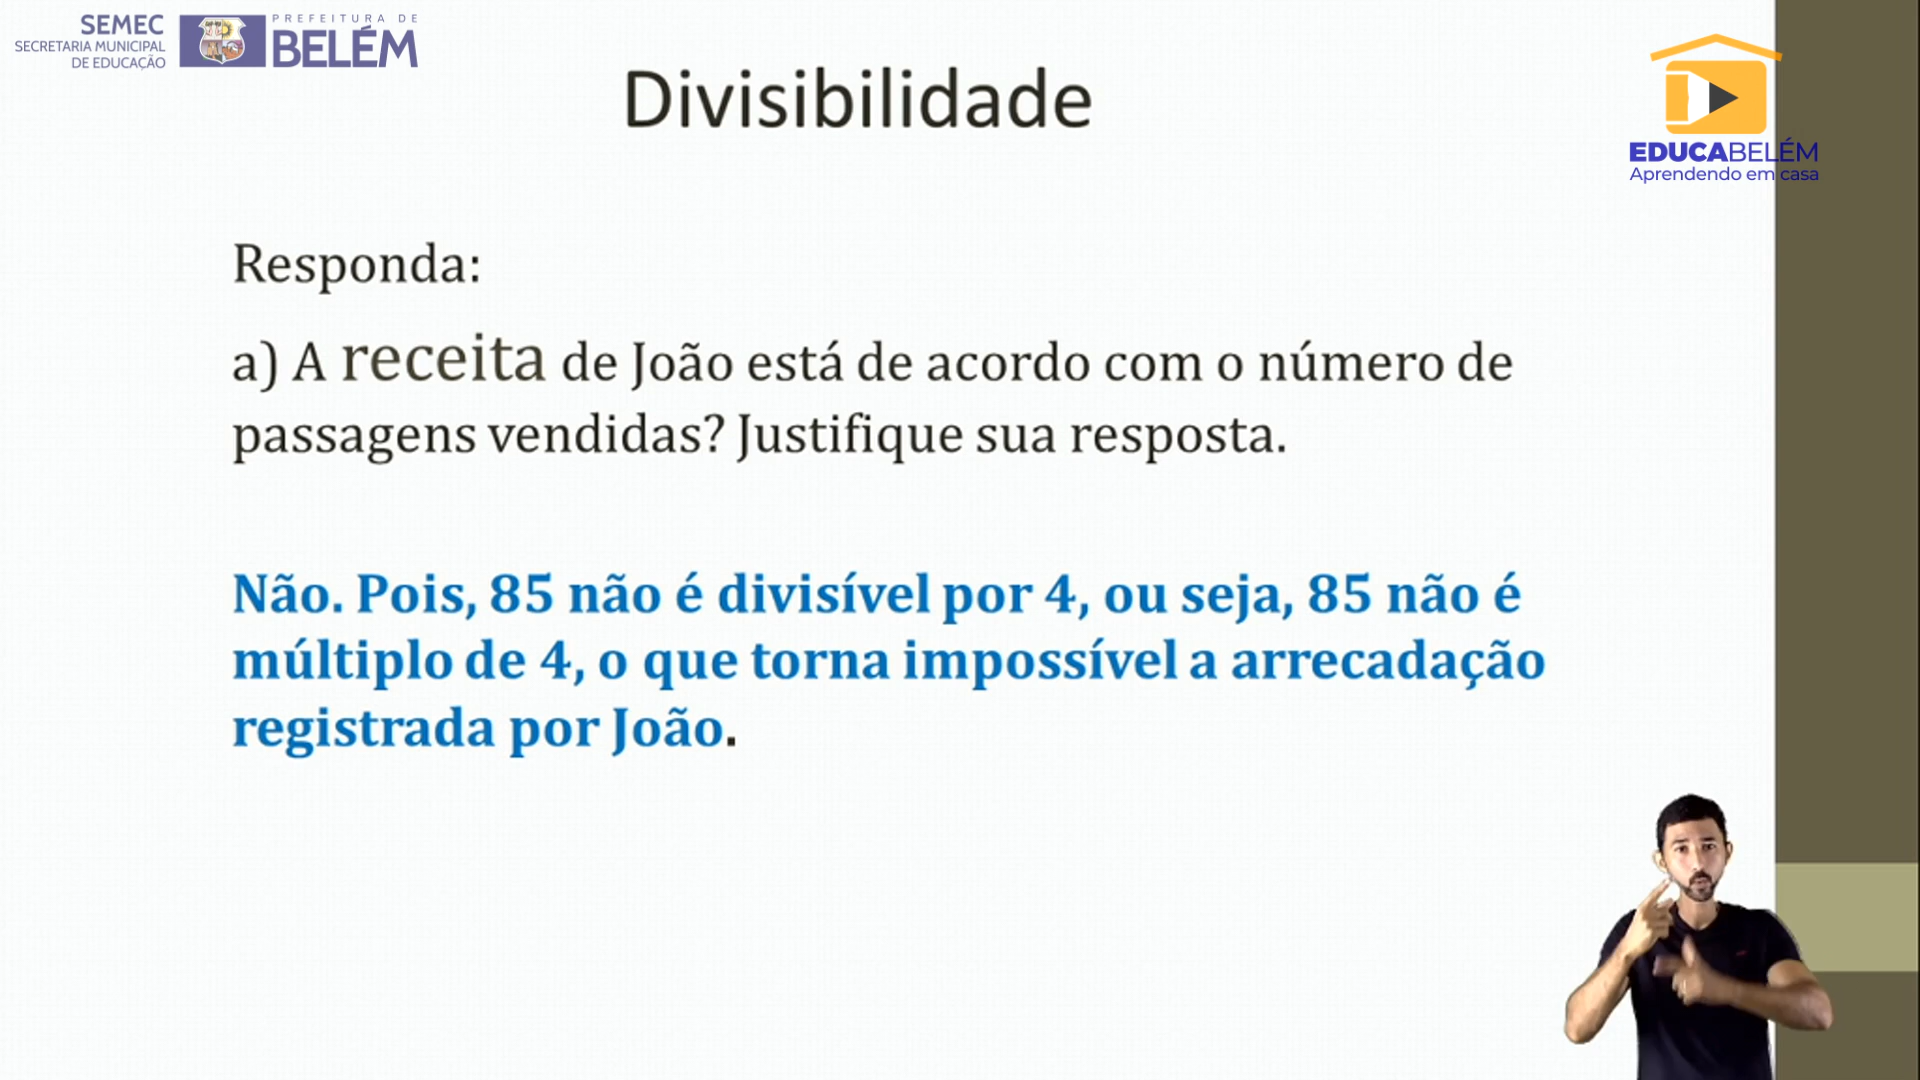 SEMEC
SECRETARIA MUNICIPAL
DE EDUCAÇÃO
PREFEITURA DE
BELÉM
EDUCABELÉM
Aprendendo em casa
Divisibilidade
Responda:
a) A receita de João está de acordo com o número de
passagens vendidas? Justifique sua resposta.
Não. Pois, 85 não é divisível por 4, ou seja, 85 não é
múltiplo de 4, o que torna impossível a arrecadação
registrada por João.